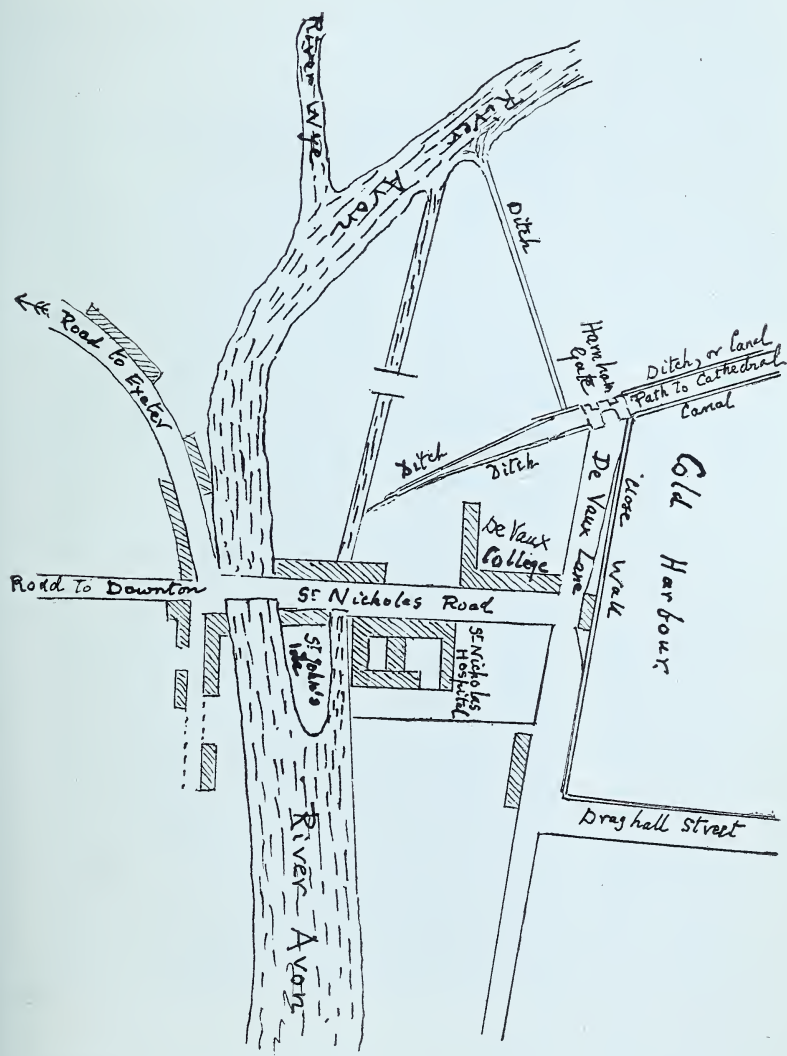 River Wye
River
Avon
Ditch
Road to Exeter
Harnham
Gate
Ditch, or Canal
Path To Cathedral
Canal
Ditch
Ditch
Cold Harbour
Close Wall
De Vaux Lane
De Vaux
College
Road To Downton
St Nicholas Road
St John's
Isle
St Nicholas
Hospital
Draghall Street
River Avon